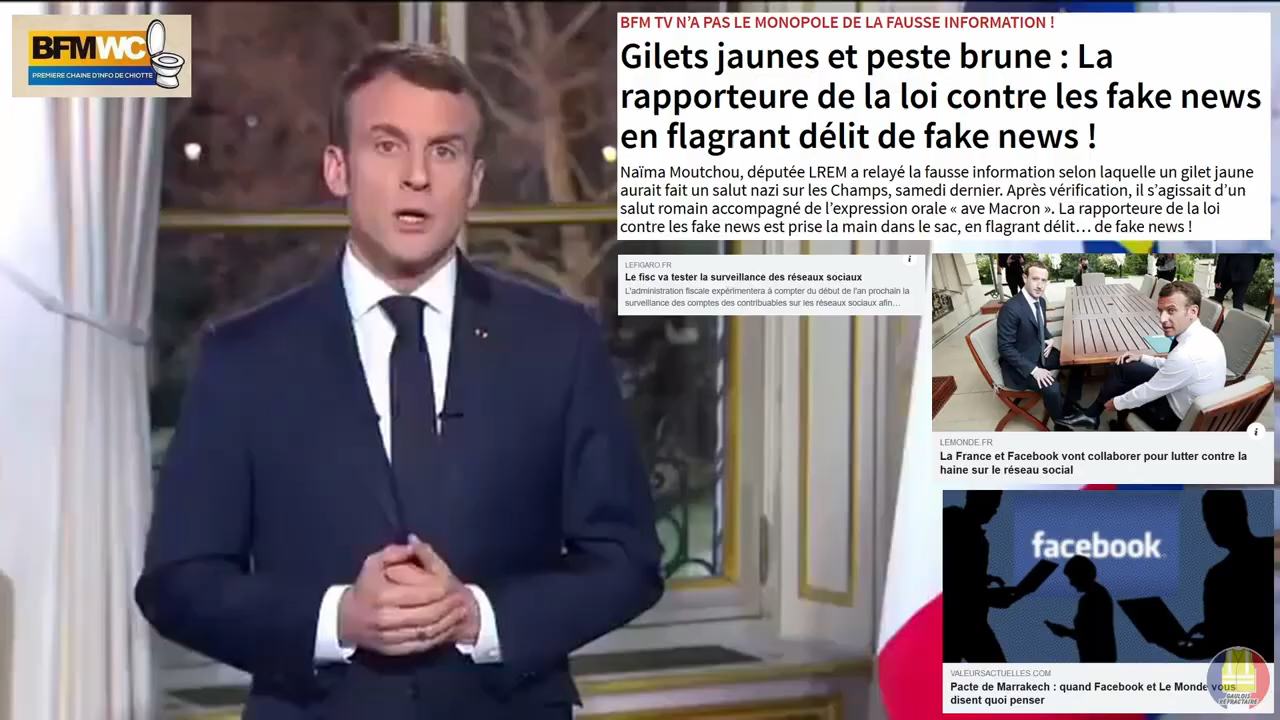 BFMWC
PREMIERE CHAINE D'INFO DE CHIOTTE
BFM TV N'A PAS LE MONOPOLE DE LA FAUSSE INFORMATION !
Gilets jaunes et peste brune : La
rapporteure de la loi contre les fake news
en flagrant délit de fake news !
Naïma Moutchou, députée LREM a relayé la fausse information selon laquelle un gilet jaune
aurait fait un salut nazi sur les Champs, samedi dernier. Après vérification, il s'agissait d'un
salut romain accompagné de l'expression orale « ave Macron ». La rapporteure de la loi
contre les fake news est prise la main dans le sac, en flagrant délit... de fake news !
LEFIGARO.FR
Le fisc va tester la surveillance des réseaux sociaux
L'administration fiscale expérimentera à compter du début de l'an prochain la
surveillance des comptes des contribuables sur les réseaux sociaux afin...
i
i
LEMONDE.FR
La France et Facebook vont collaborer pour lutter contre la
haine sur le réseau social
facebook
VALEURSACTUELLES.COM
Pacte de Marrakech : quand Facebook et Le Monde vous
disent quoi penser
GAULOIS
RÉFRACTAIRE